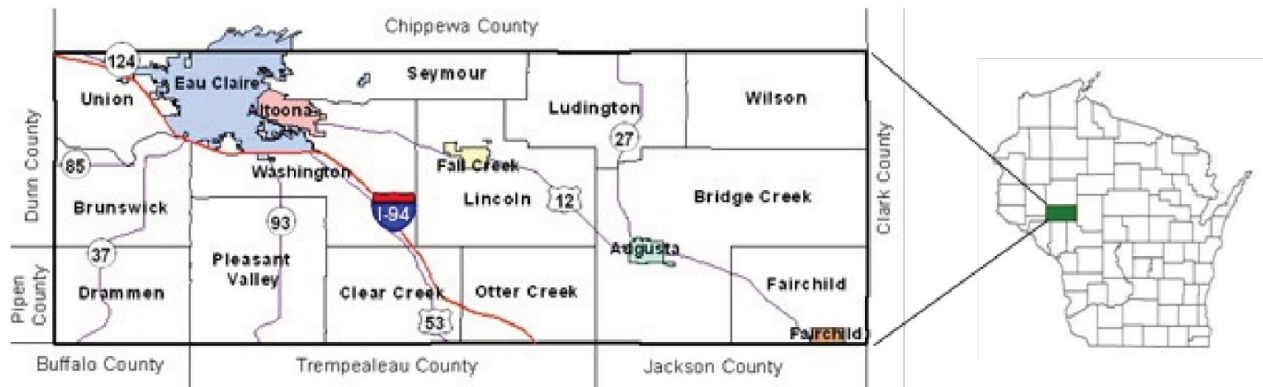 Chippewa County
124
Eau Claire
Seymour
Union
Altoona
Ludington
Wilson
27
Dunn County
85
Fall Creek
Washington
Clark County
Brunswick
I-94
Lincoln
12
Bridge Creek
93
37
Pleasant
Valley
Augusta
Pipen
County
Drammen
Clear Creek
Otter Creek
Fairchild
53
Fairchild
Buffalo County
Trempealeau County
Jackson County